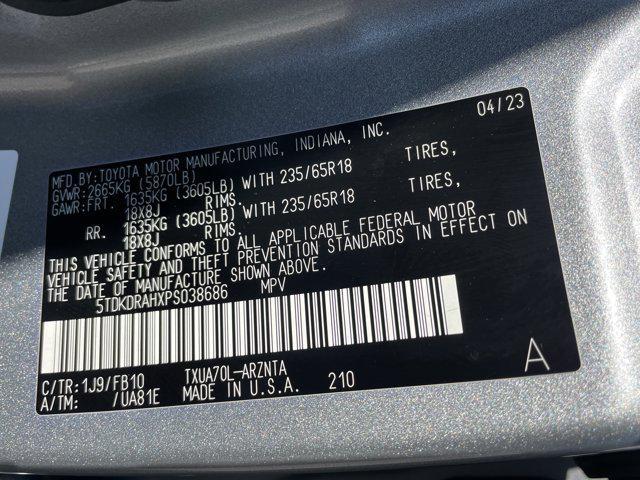 04/23
MFD.BY:TOYOTA MOTOR MANUFACTURING, INDIANA, INC.
GVWR:2665KG (5870LB)
GAWR:FRT. 1635KG (3605LB) WITH 235/65R18 TIRES,
18X8J RIMS.
RR. 1635KG (3605LB) WITH 235/65R18 TIRES,
18X8J RIMS.
THIS VEHICLE CONFORMS TO ALL APPLICABLE FEDERAL MOTOR
VEHICLE SAFETY AND THEFT PREVENTION STANDARDS IN EFFECT ON
THE DATE OF MANUFACTURE SHOWN ABOVE.
5TDKDRAHXPS038686 MPV
C/TR:1J9/FB10 TXUA70L-ARZNTA
A/TM: /UA81E MADE IN U.S.A. 210
A